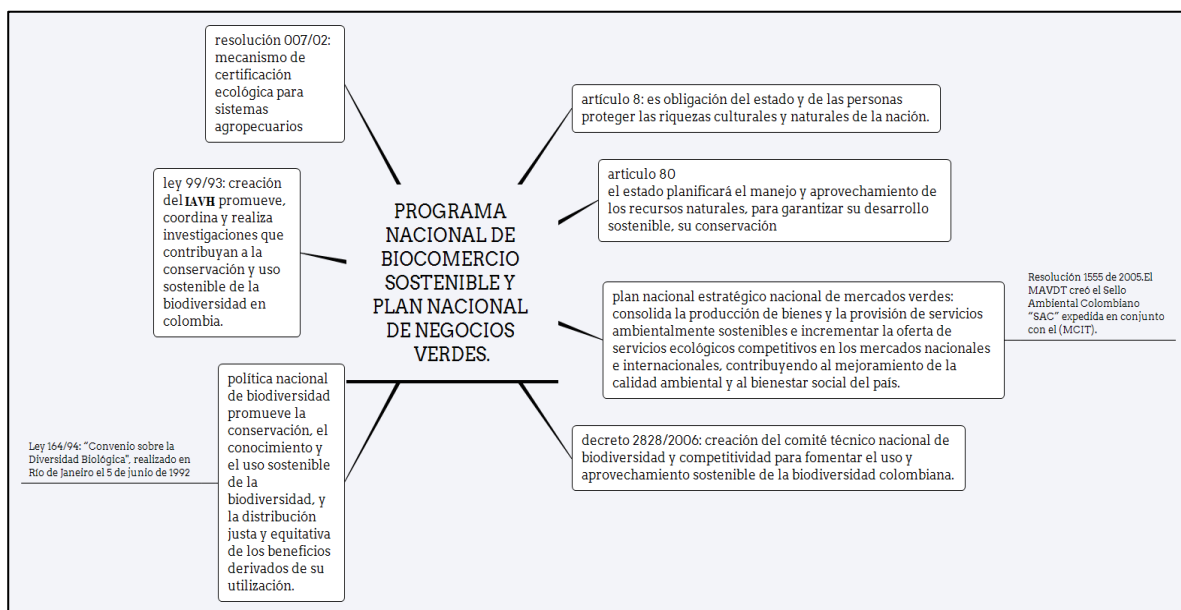 resolución 007/02:
mecanismo de
certificación
ecológica para
sistemas
agropecuarios
ley 99/93: creación
del IAVH promueve,
coordina y realiza
investigaciones que
contribuyan a la
conservación y uso
sostenible de la
biodiversidad en
colombia.
política nacional
de biodiversidad
promueve la
conservación, el
conocimiento y
el uso sostenible
de la
biodiversidad, y
la distribución
justa y equitativa
de los beneficios
derivados de su
utilización.
Ley 164/94: “Convenio sobre la
Diversidad Biológica”, realizado en
Río de Janeiro el 5 de junio de 1992
PROGRAMA
NACIONAL DE
BIOCOMERCIO
SOSTENIBLE Y
PLAN NACIONAL
DE NEGOCIOS
VERDES.
artículo 8: es obligación del estado y de las personas
proteger las riquezas culturales y naturales de la nación.
articulo 80
el estado planificará el manejo y aprovechamiento de
los recursos naturales, para garantizar su desarrollo
sostenible, su conservación
plan nacional estratégico nacional de mercados verdes:
consolida la producción de bienes y la provisión de servicios
ambientalmente sostenibles e incrementar la oferta de
servicios ecológicos competitivos en los mercados nacionales
e internacionales, contribuyendo al mejoramiento de la
calidad ambiental y al bienestar social del país.
Resolución 1555 de 2005.El
MAVDT creó el Sello
Ambiental Colombiano
“SAC” expedida en conjunto
con el (MCIT).
decreto 2828/2006: creación del comité técnico nacional de
biodiversidad y competitividad para fomentar el uso y
aprovechamiento sostenible de la biodiversidad colombiana.